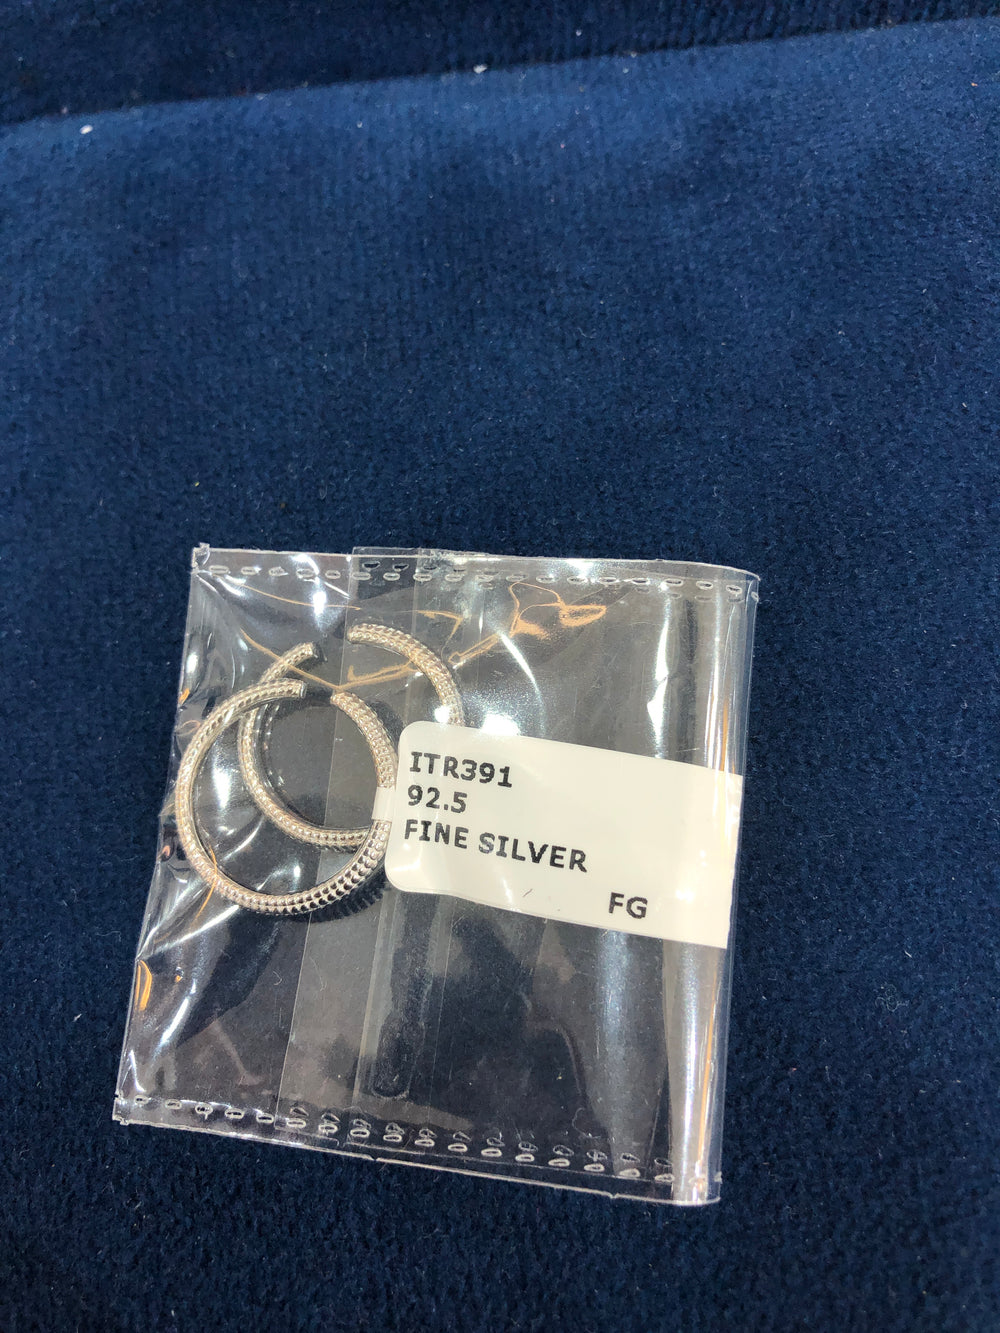 ITR391
92.5
FINE SILVER
FG